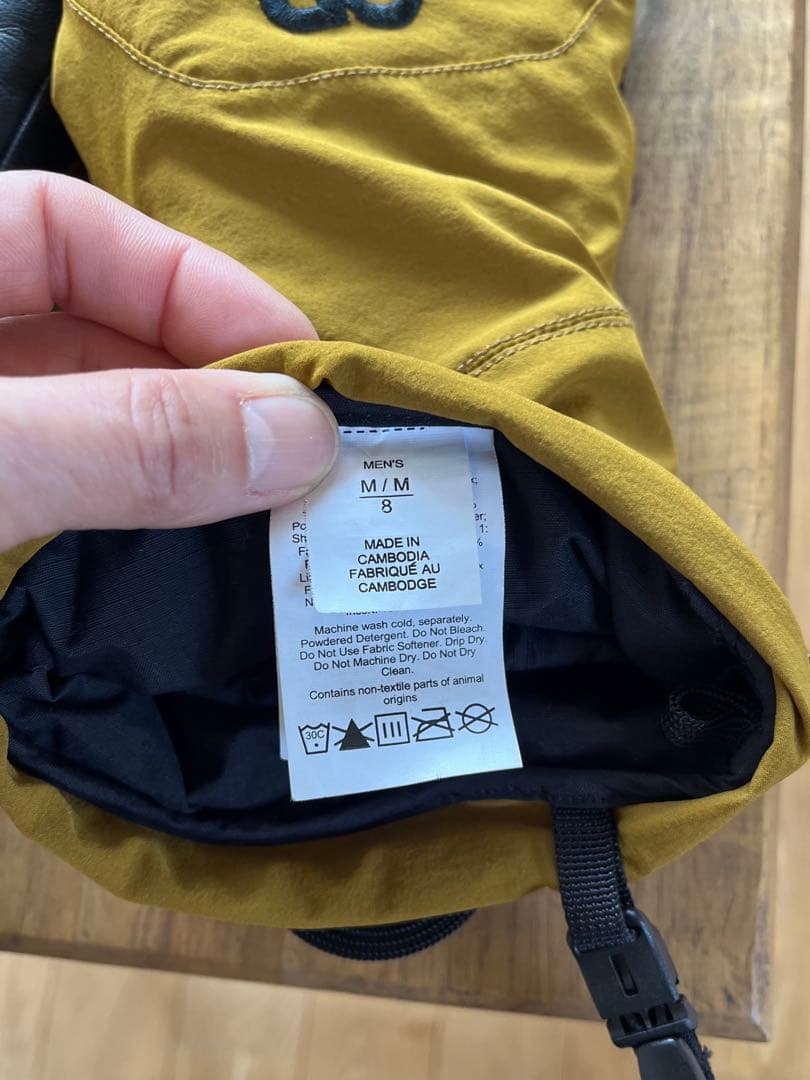 MEN'S
M / M
8
MADE IN
CAMBODIA
FABRIQUÉ AU
CAMBODGE
Machine wash cold, separately.
Powdered Detergent. Do Not Bleach.
Do Not Use Fabric Softener. Drip Dry.
Do Not Machine Dry. Do Not Dry
Clean.
Contains non-textile parts of animal
origins
30C